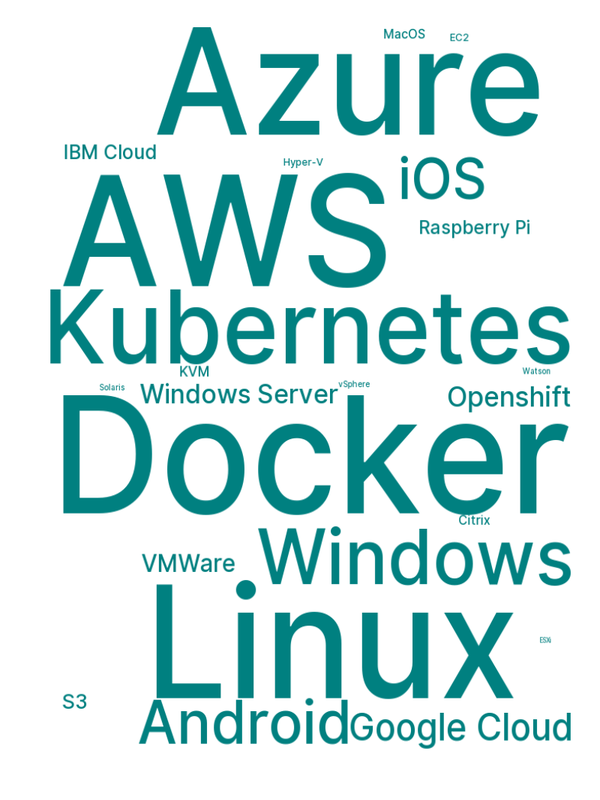 MacOS
EC2
Azure
IBM Cloud
Hyper-V
iOS
AWS
Raspberry Pi
Kubernetes
KVM
Watson
Solaris
Windows Server
vSphere
Openshift
Docker
Citrix
Windows
VMWare
Linux
ESXi
S3
Android
Google Cloud